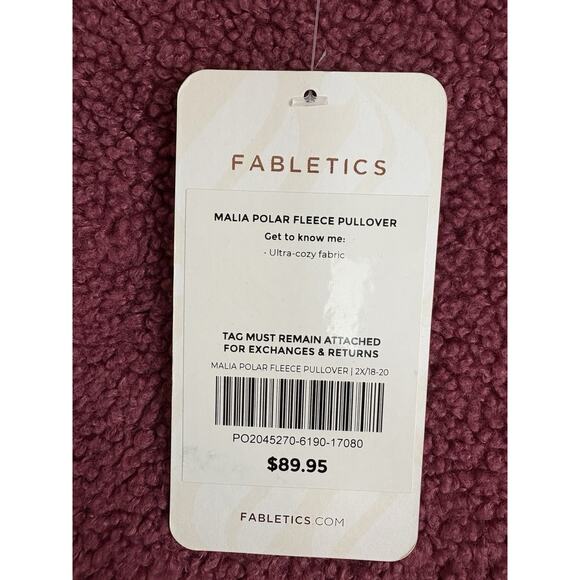 FABLETICS
MALIA POLAR FLEECE PULLOVER
Get to know me:
• Ultra-cozy fabric
TAG MUST REMAIN ATTACHED
FOR EXCHANGES & RETURNS
MALIA POLAR FLEECE PULLOVER | 2X/18-20
PO2045270-6190-17080
$89.95
FABLETICS.COM